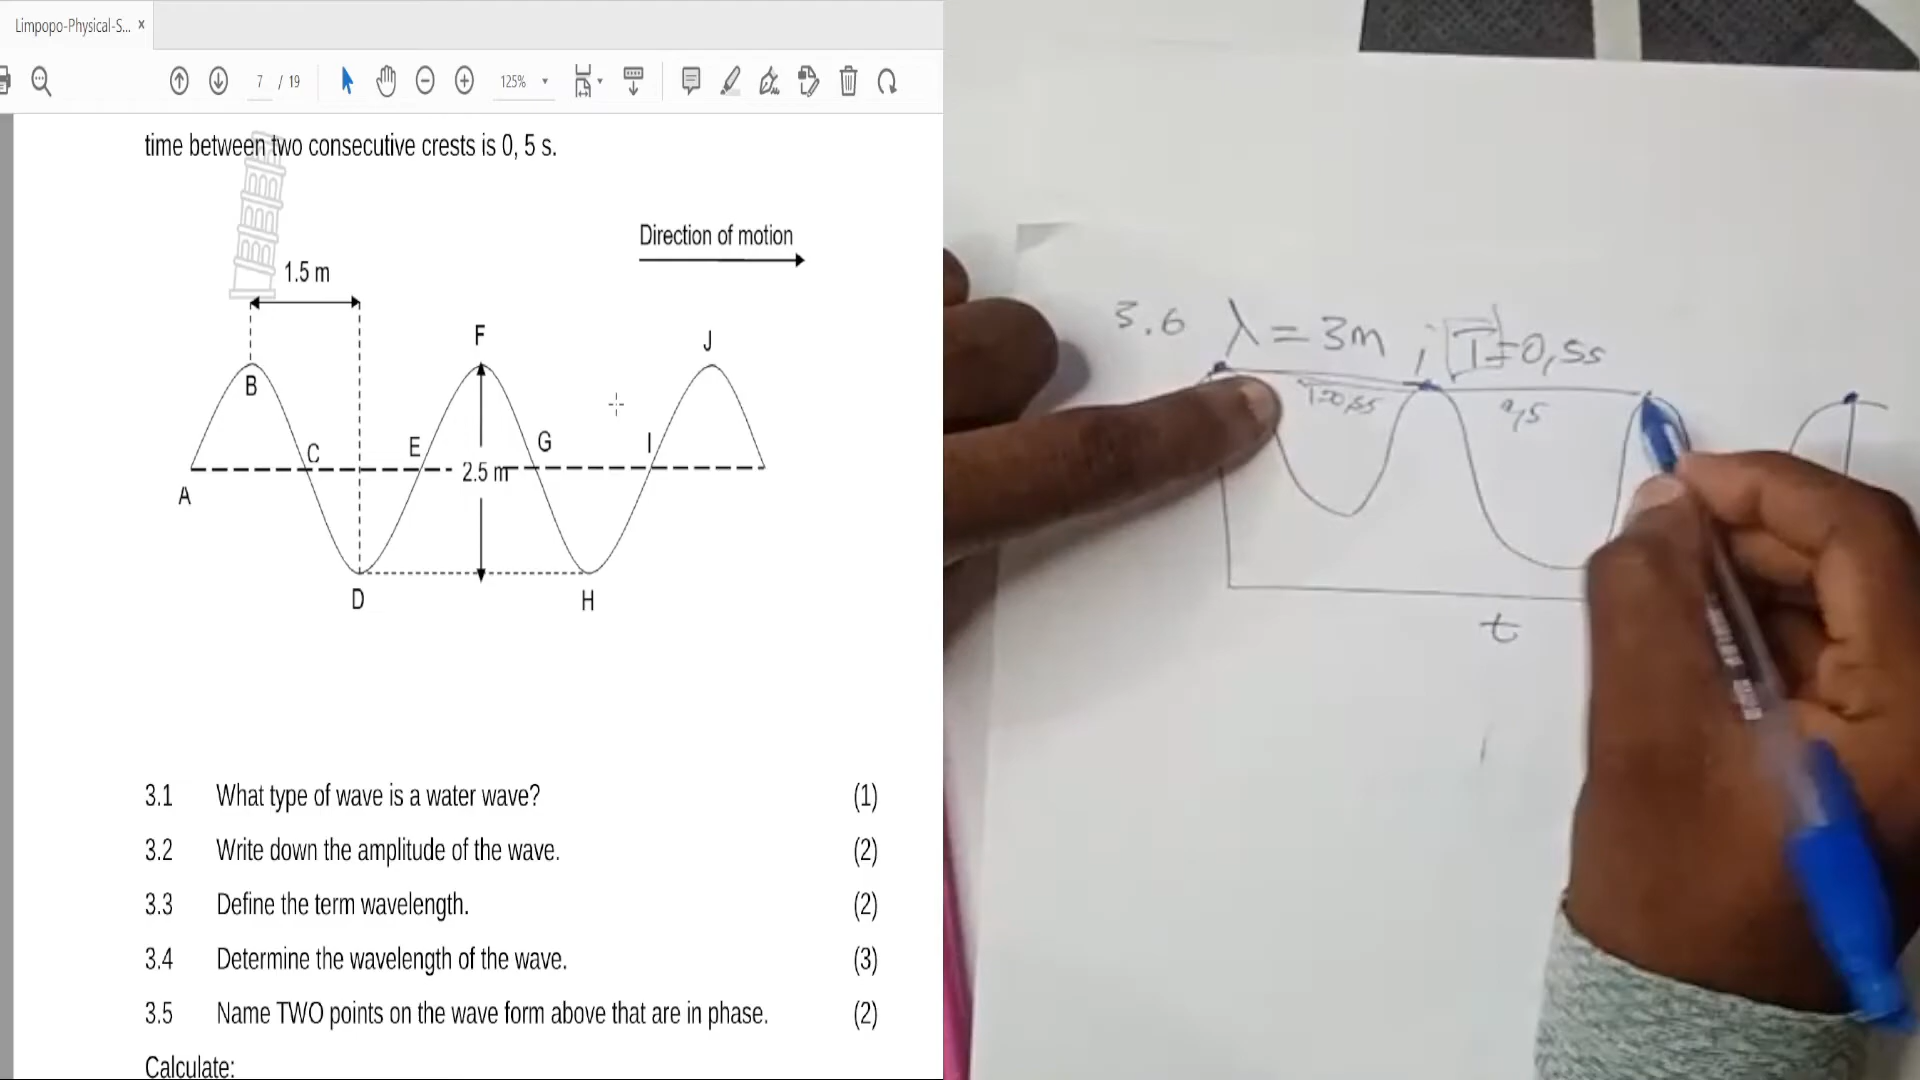 Limpopo-Physical-S... x
7 / 19
125%
time between two consecutive crests is 0, 5 s.
Direction of motion
1.5 m
F
J
B
C
E
G
I
2.5 m
A
D
H
3.1 What type of wave is a water wave? (1)
3.2 Write down the amplitude of the wave. (2)
3.3 Define the term wavelength. (2)
3.4 Determine the wavelength of the wave. (3)
3.5 Name TWO points on the wave form above that are in phase. (2)
Calculate:
3.6 λ = 3m ; T=0,5s
T=0,5s
t